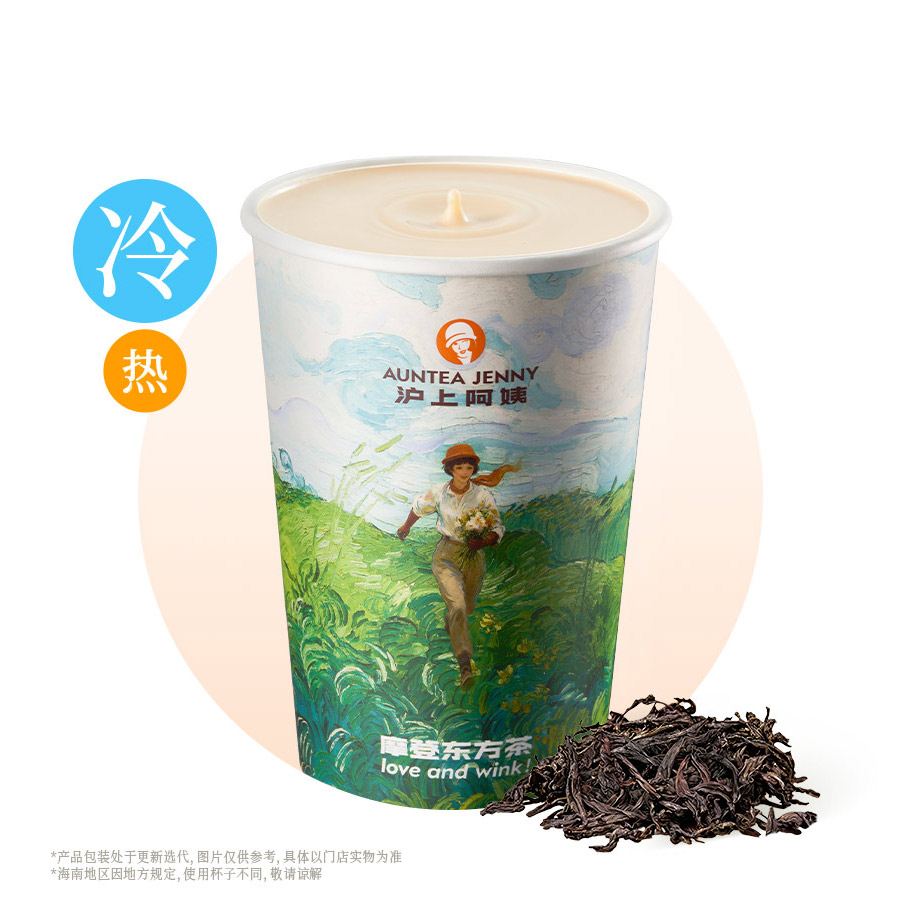 冷
热
AUNTEA JENNY
沪上阿姨
摩登东方茶
love and wink!
*产品包装处于更新迭代, 图片仅供参考, 具体以门店实物为准
*海南地区因地方规定, 使用杯子不同, 敬请谅解